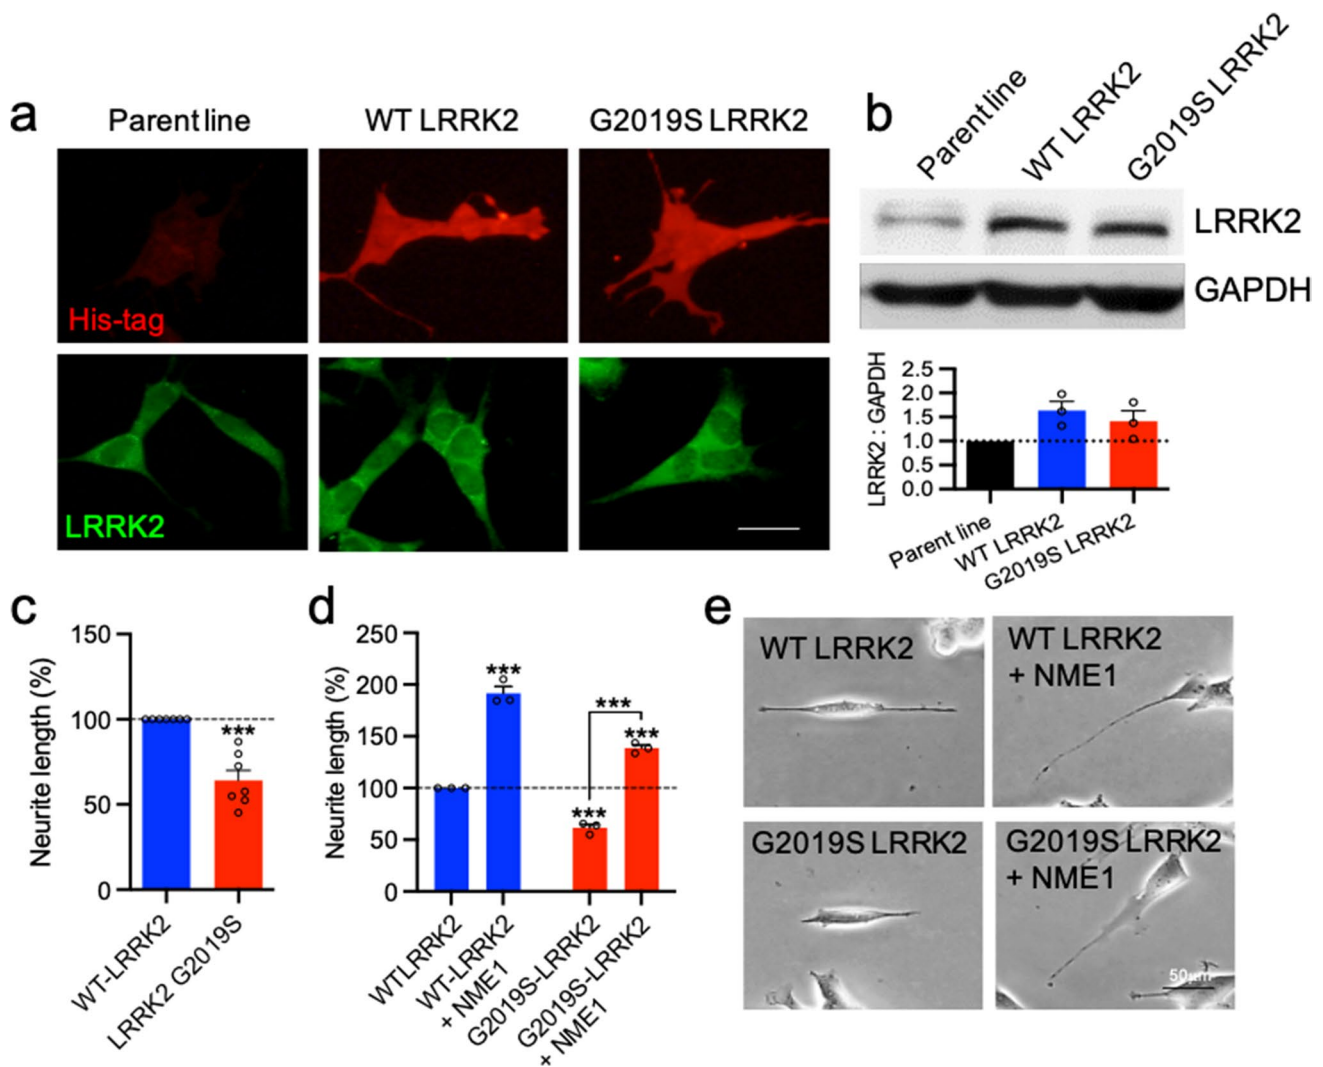 a
Parent line
WT LRRK2
G2019S LRRK2
His-tag
LRRK2
b
Parent line
WT LRRK2
G2019S LRRK2
LRRK2
GAPDH
LRRK2 : GAPDH
2.5
2.0
1.5
1.0
0.5
0.0
Parent line
WT LRRK2
G2019S LRRK2
c
Neurite length (%)
150
100
50
0
***
WT-LRRK2
LRRK2 G2019S
d
Neurite length (%)
250
200
150
100
50
0
***
***
***
***
WTLRRK2
WT-LRRK2
+ NME1
G2019S-LRRK2
G2019S-LRRK2
+ NME1
e
WT LRRK2
WT LRRK2
+ NME1
G2019S LRRK2
G2019S LRRK2
+ NME1
50µm